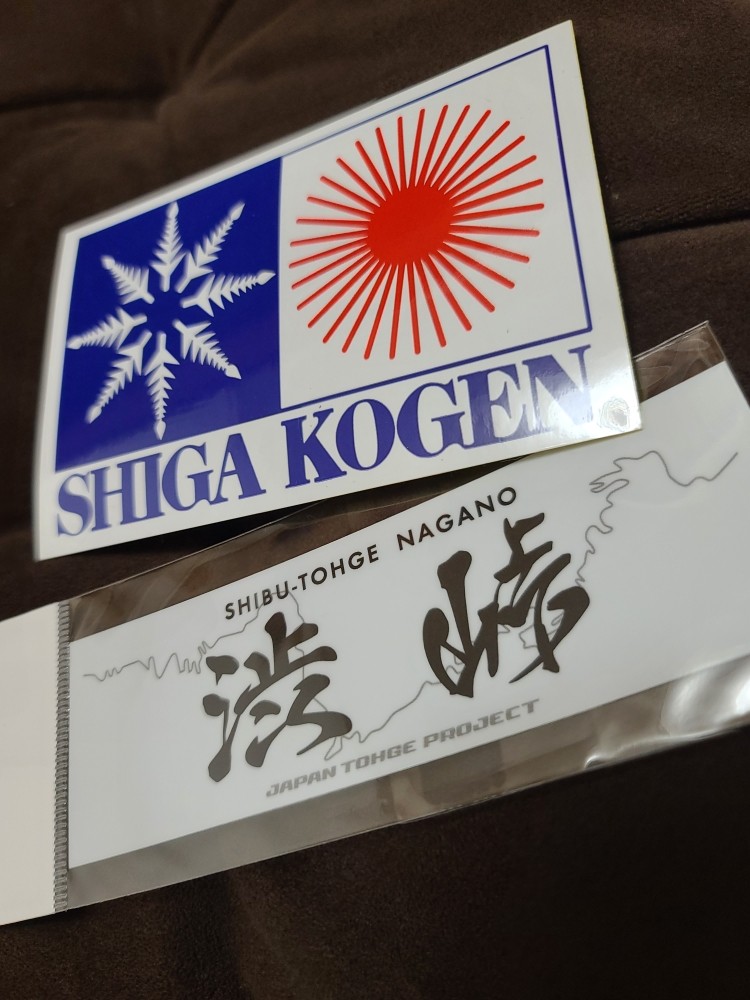 SHIGA KOGEN
SHIBU-TOHGE NAGANO
渋峠
JAPAN TOHGE PROJECT